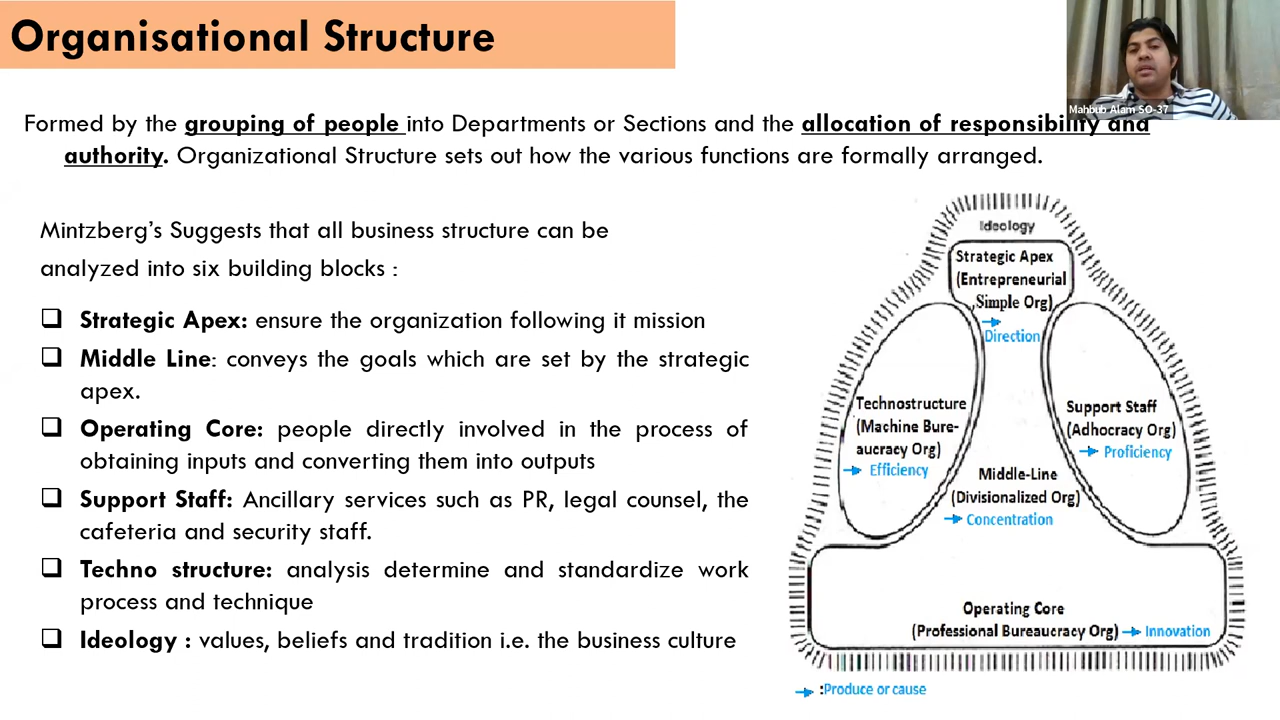 Organisational Structure
Mahbub Alam SO-37
Formed by the grouping of people into Departments or Sections and the allocation of responsibility and
authority. Organizational Structure sets out how the various functions are formally arranged.
Mintzberg's Suggests that all business structure can be
analyzed into six building blocks :
❑ Strategic Apex: ensure the organization following it mission
❑ Middle Line: conveys the goals which are set by the strategic
apex.
❑ Operating Core: people directly involved in the process of
obtaining inputs and converting them into outputs
❑ Support Staff: Ancillary services such as PR, legal counsel, the
cafeteria and security staff.
❑ Techno structure: analysis determine and standardize work
process and technique
❑ Ideology : values, beliefs and tradition i.e. the business culture
Ideology
Strategic Apex
(Entrepreneurial
,Simple Org)
Direction
Technostructure
(Machine Bure-
aucracy Org)
Efficiency
Support Staff
(Adhocracy Org)
Proficiency
Middle-Line
(Divisionalized Org)
Concentration
Operating Core
(Professional Bureaucracy Org) → Innovation
→ :Produce or cause